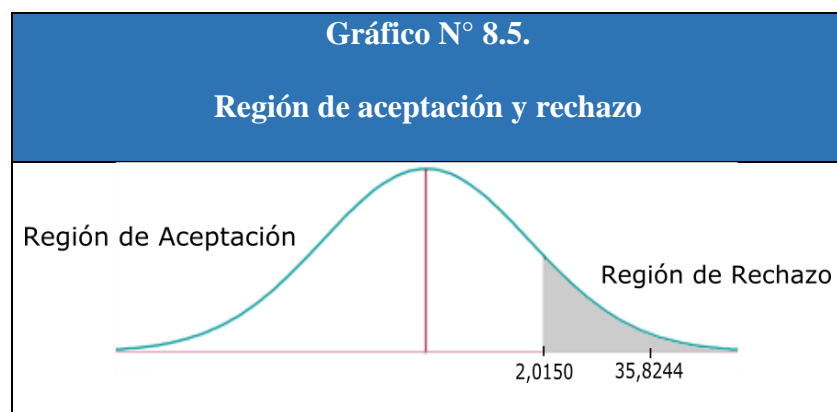 Gráfico N° 8.5.
Región de aceptación y rechazo
Región de Aceptación
Región de Rechazo
2,0150
35,8244